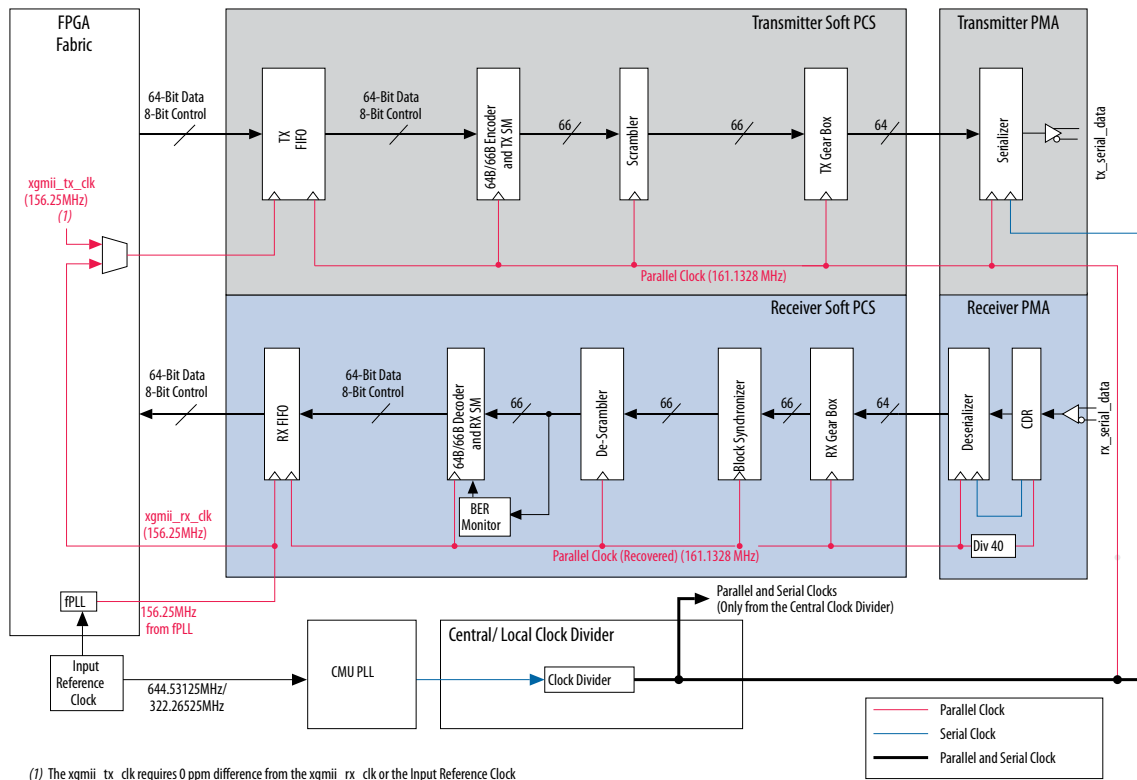 FPGA
Fabric
Transmitter Soft PCS
Transmitter PMA
64-Bit Data
8-Bit Control
TX
FIFO
64-Bit Data
8-Bit Control
64B/66B Encoder
and TX SM
66
Scrambler
66
TX Gear Box
64
Serializer
tx_serial_data
xgmii_tx_clk
(156.25MHz)
(1)
Parallel Clock (161.1328 MHz)
Receiver Soft PCS
Receiver PMA
64-Bit Data
8-Bit Control
RX FIFO
64-Bit Data
8-Bit Control
64B/66B Decoder
and RX SM
66
De-Scrambler
66
Block Synchronizer
66
RX Gear Box
64
Deserializer
CDR
rx_serial_data
BER
Monitor
xgmii_rx_clk
(156.25MHz)
Parallel Clock (Recovered) (161.1328 MHz)
Div 40
fPLL
156.25MHz
from fPLL
Parallel and Serial Clocks
(Only from the Central Clock Divider)
Central/ Local Clock Divider
Input
Reference
Clock
644.53125MHz/
322.26525MHz
CMU PLL
Clock Divider
Parallel Clock
Serial Clock
Parallel and Serial Clock
(1) The xgmii_tx_clk requires 0 ppm difference from the xgmii_rx_clk or the Input Reference Clock